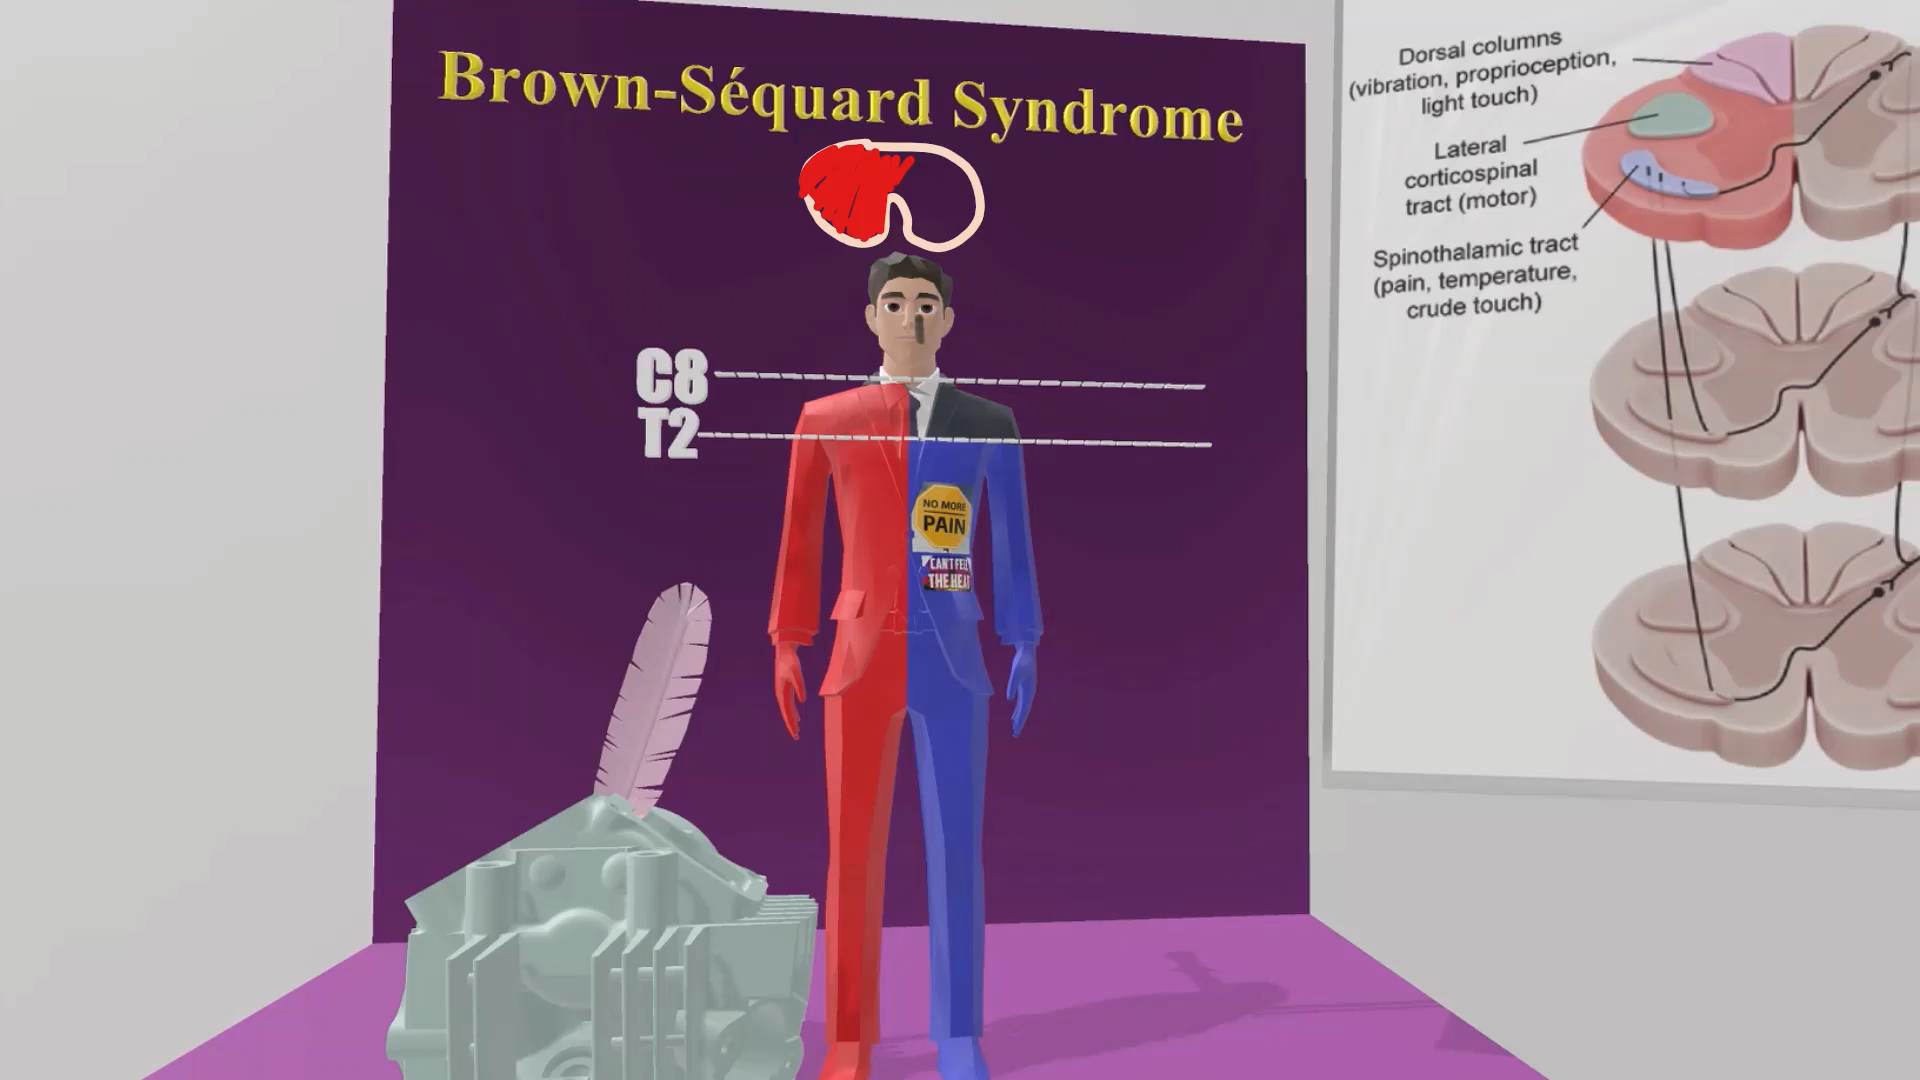 Brown-Séquard Syndrome
C8
T2
NO MORE
PAIN
CAN'T FEEL
THE HEAT
Dorsal columns
(vibration, proprioception,
light touch)
Lateral
corticospinal
tract (motor)
Spinothalamic tract
(pain, temperature,
crude touch)